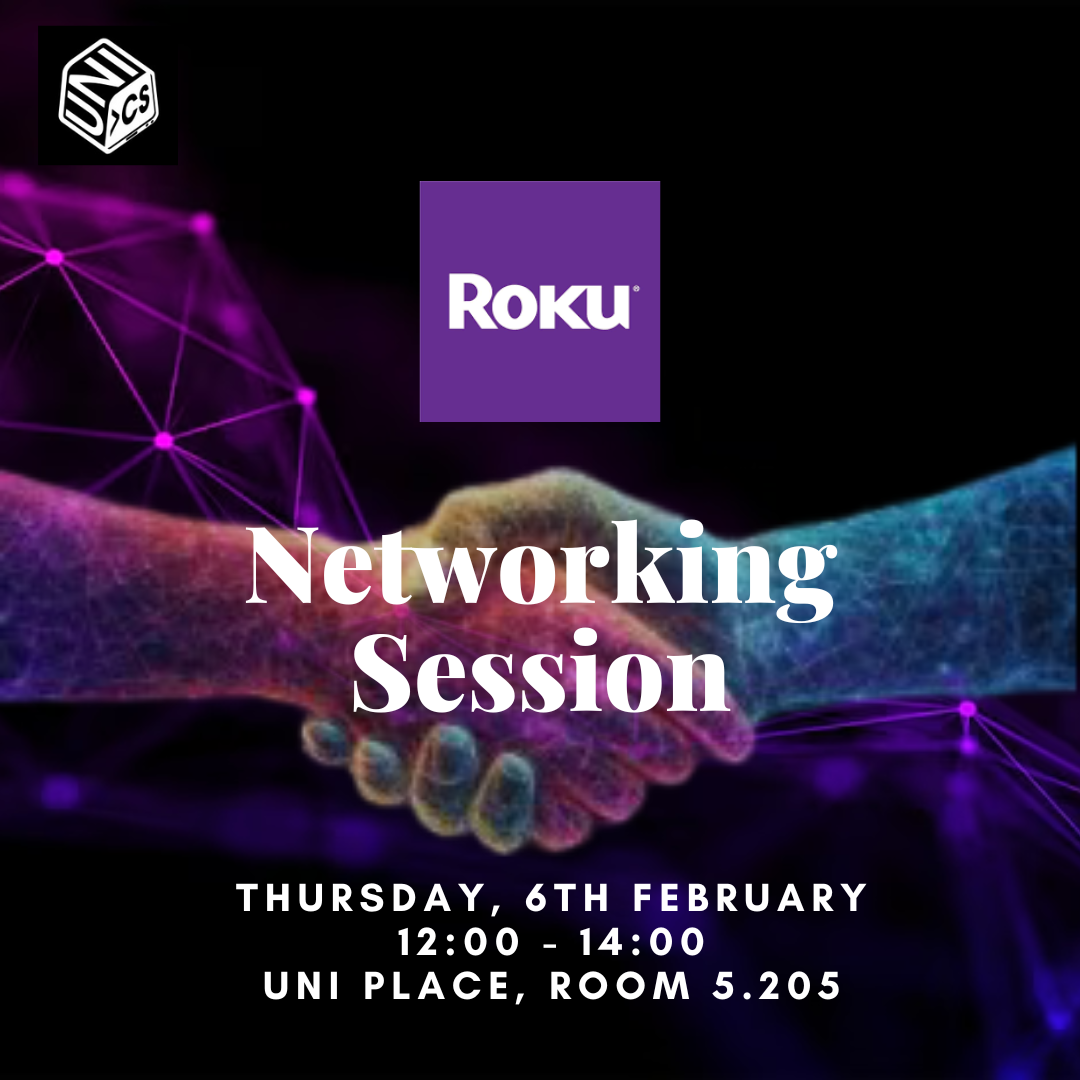 UNI
>CS
ROKU
Networking
Session
THURSDAY, 6TH FEBRUARY
12:00 - 14:00
UNI PLACE, ROOM 5.205